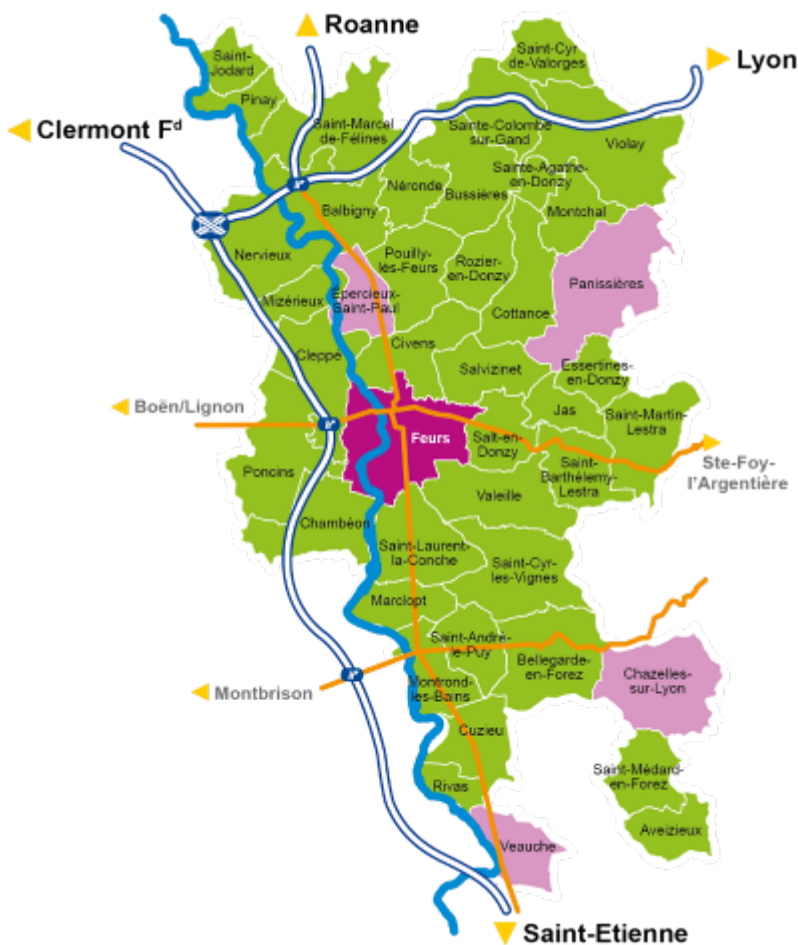 Roanne
Saint-Cyr
de-Valorges
Lyon
Saint-
Jodard
Pinay
Clermont Fd
Saint-Marcel
de-Félines
Sainte-Colombe
sur-Gand
Violay
Sainte-Agathe-
en-Donzy
Néronde
Bussières
Balbigny
Montchal
Nervieux
Pouilly-
lès-Feurs
Rozier-
en-Donzy
Panissières
Mizérieux
Epercieux-
Saint-Paul
Cottance
Civens
Cleppé
Salvizinet
Essertines-
en-Donzy
Boën/Lignon
Jas
Saint-Martin-
Lestra
Feurs
Salt-en-
Donzy
Ste-Foy-
l'Argentière
Poncins
Saint-
Barthélemy-
Lestra
Valeille
Chambéon
Saint-Laurent-
la-Conche
Saint-Cyr-
les-Vignes
Marclopt
Saint-André-
le-Puy
Bellegarde-
en-Forez
Chazelles-
sur-Lyon
Montbrison
Montrond-
les-Bains
Cuzieu
Saint-Médard-
en-Forez
Rivas
Aveizieux
Veauche
Saint-Etienne